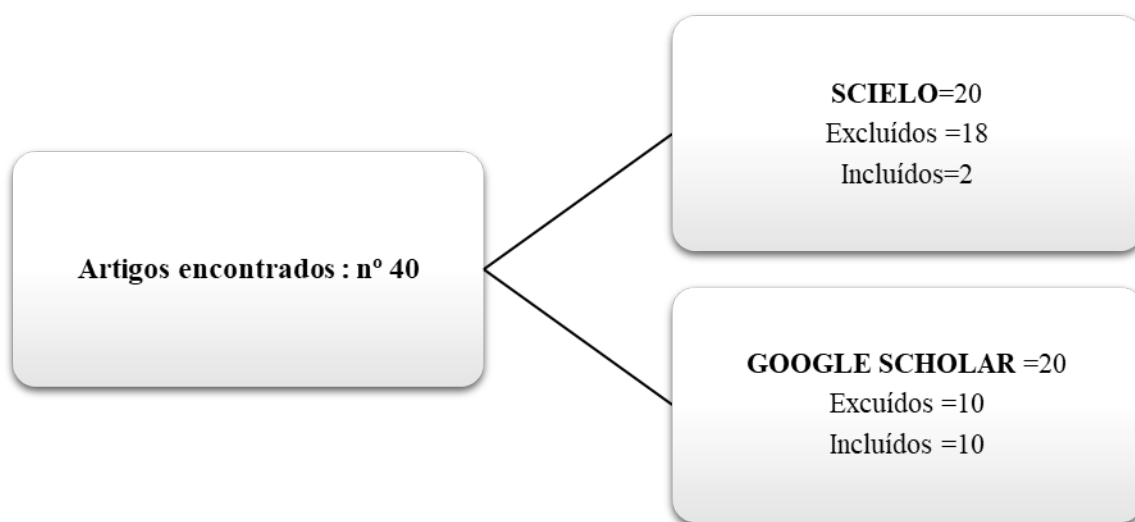 Artigos encontrados : nº 40
SCIELO=20
Excluídos =18
Incluídos=2
GOOGLE SCHOLAR =20
Excuídos =10
Incluídos =10